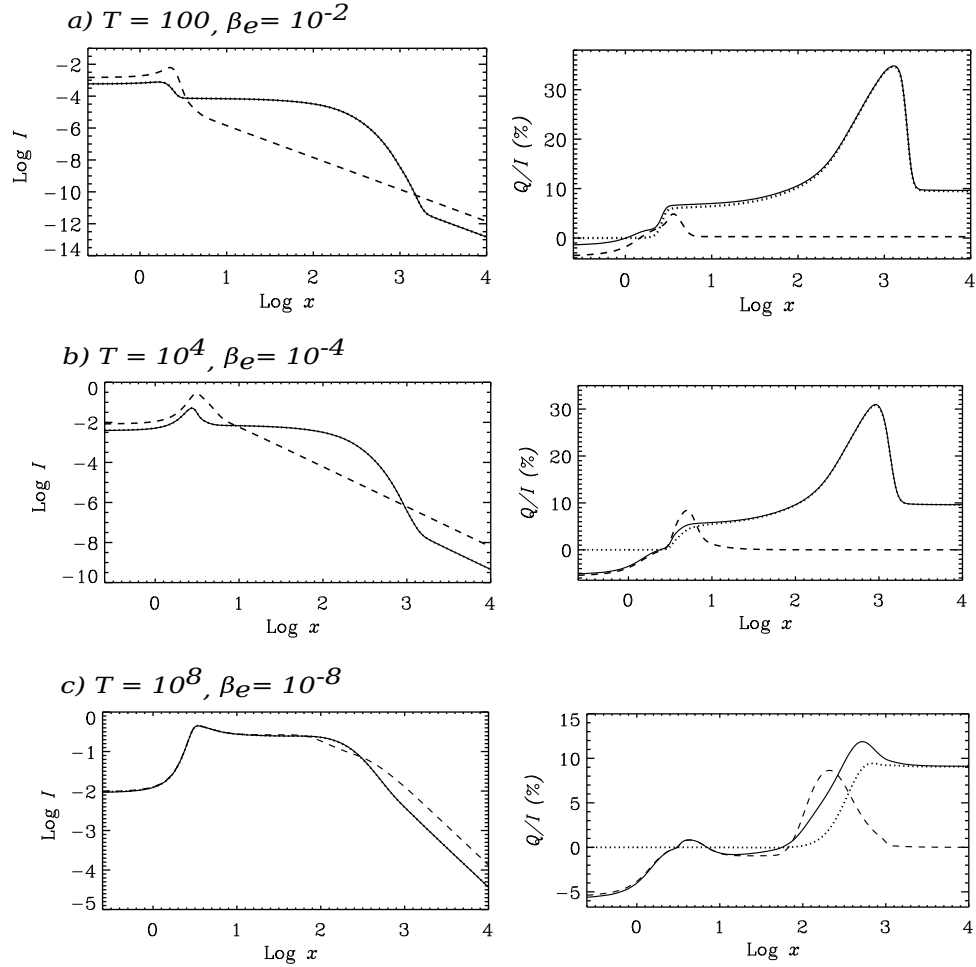 a) T = 100, βe= 10-2
−2
−4
−6
−8
−10
−12
−14
Log I
0 1 2 3 4
Log x
30
20
10
0
Q/I (%)
0 1 2 3 4
Log x
b) T = 104, βe= 10-4
0
−2
−4
−6
−8
−10
Log I
0 1 2 3 4
Log x
30
20
10
0
Q/I (%)
0 1 2 3 4
Log x
c) T = 108, βe= 10-8
0
−1
−2
−3
−4
−5
Log I
0 1 2 3 4
Log x
15
10
5
0
−5
Q/I (%)
0 1 2 3 4
Log x